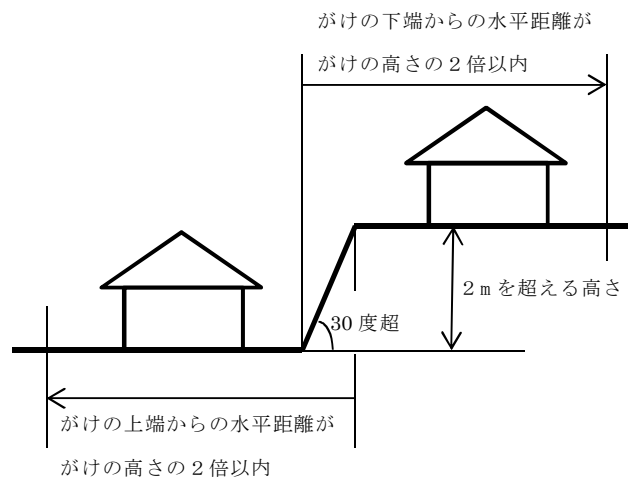 がけの下端からの水平距離が
がけの高さの2倍以内
2mを超える高さ
30度超
がけの上端からの水平距離が
がけの高さの2倍以内